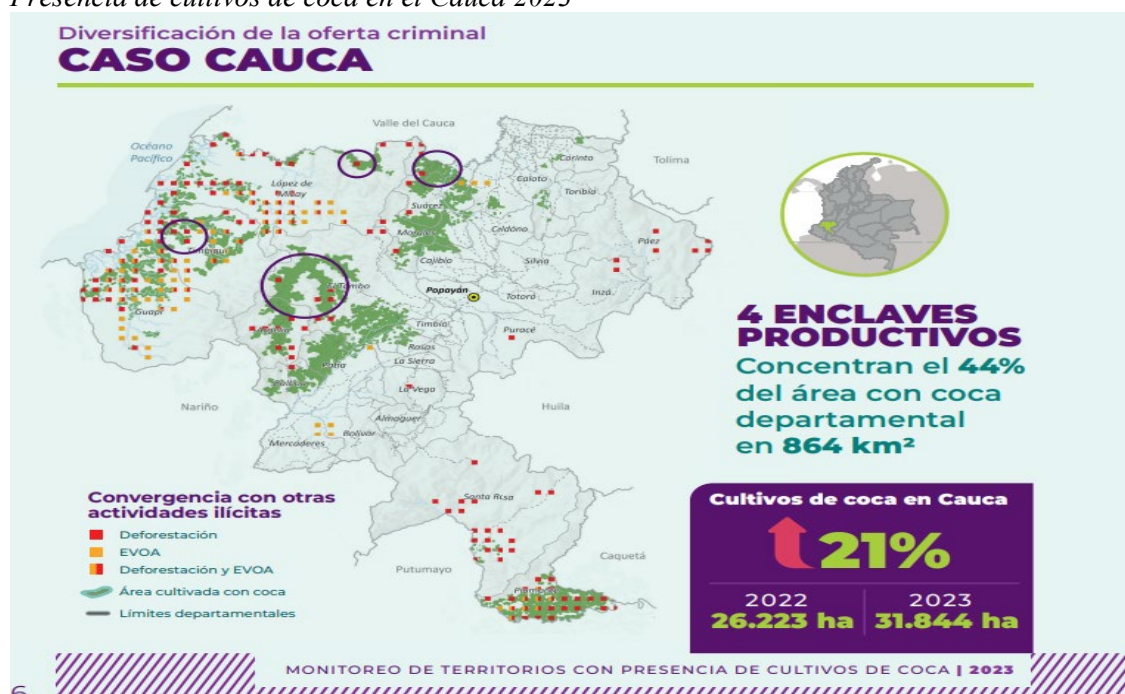 Presencia de cultivos de coca en el Cauca 2023
Diversificación de la oferta criminal
CASO CAUCA
Valle del Cauca
Océano
Pacífico
Tolima
Corinto
Caloto
Toribío
López de
Micay
Suárez
Morales
Caldono
Páez
Timbiquí
Cajibío
Silvia
El Tambo
Popayán
Totoró
Inzá
Guapi
Argelia
Timbío
Puracé
Rosas
Patía
La Sierra
Balboa
La Vega
Nariño
Huila
Almaguer
Bolívar
Mercaderes
Santa Rosa
Caquetá
Putumayo
Piamonte
4 ENCLAVES
PRODUCTIVOS
Concentran el 44%
del área con coca
departamental
en 864 km²
Convergencia con otras
actividades ilícitas
Deforestación
EVOA
Deforestación y EVOA
Área cultivada con coca
Límites departamentales
Cultivos de coca en Cauca
21%
2022
26.223 ha
2023
31.844 ha
MONITOREO DE TERRITORIOS CON PRESENCIA DE CULTIVOS DE COCA | 2023
6